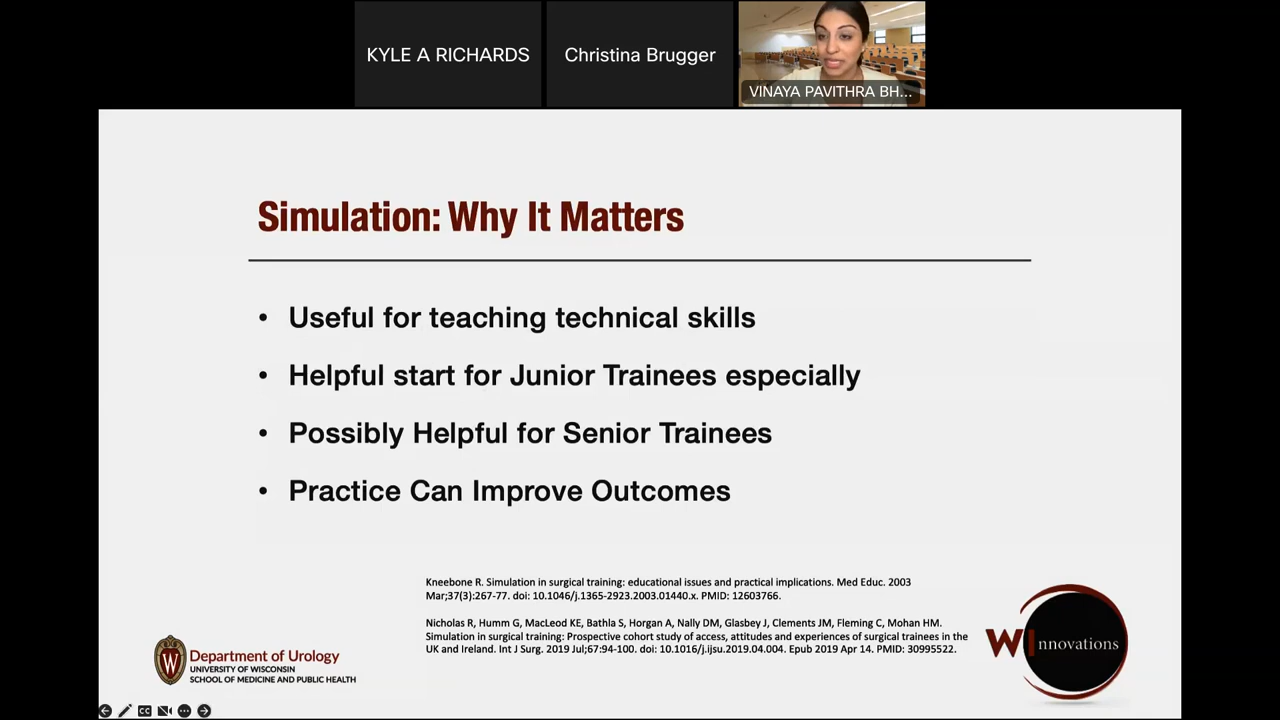 KYLE A RICHARDS
Christina Brugger
VINAYA PAVITHRA BH...
Simulation: Why It Matters
• Useful for teaching technical skills
• Helpful start for Junior Trainees especially
• Possibly Helpful for Senior Trainees
• Practice Can Improve Outcomes
Kneebone R. Simulation in surgical training: educational issues and practical implications. Med Educ. 2003
Mar;37(3):267-77. doi: 10.1046/j.1365-2923.2003.01440.x. PMID: 12603766.
Nicholas R, Humm G, MacLeod KE, Bathla S, Horgan A, Nally DM, Glasbey J, Clements JM, Fleming C, Mohan HM.
Simulation in surgical training: Prospective cohort study of access, attitudes and experiences of surgical trainees in the
UK and Ireland. Int J Surg. 2019 Jul;67:94-100. doi: 10.1016/j.ijsu.2019.04.004. Epub 2019 Apr 14. PMID: 30995522.
W
Department of Urology
UNIVERSITY OF WISCONSIN
SCHOOL OF MEDICINE AND PUBLIC HEALTH
WInnovations
CC